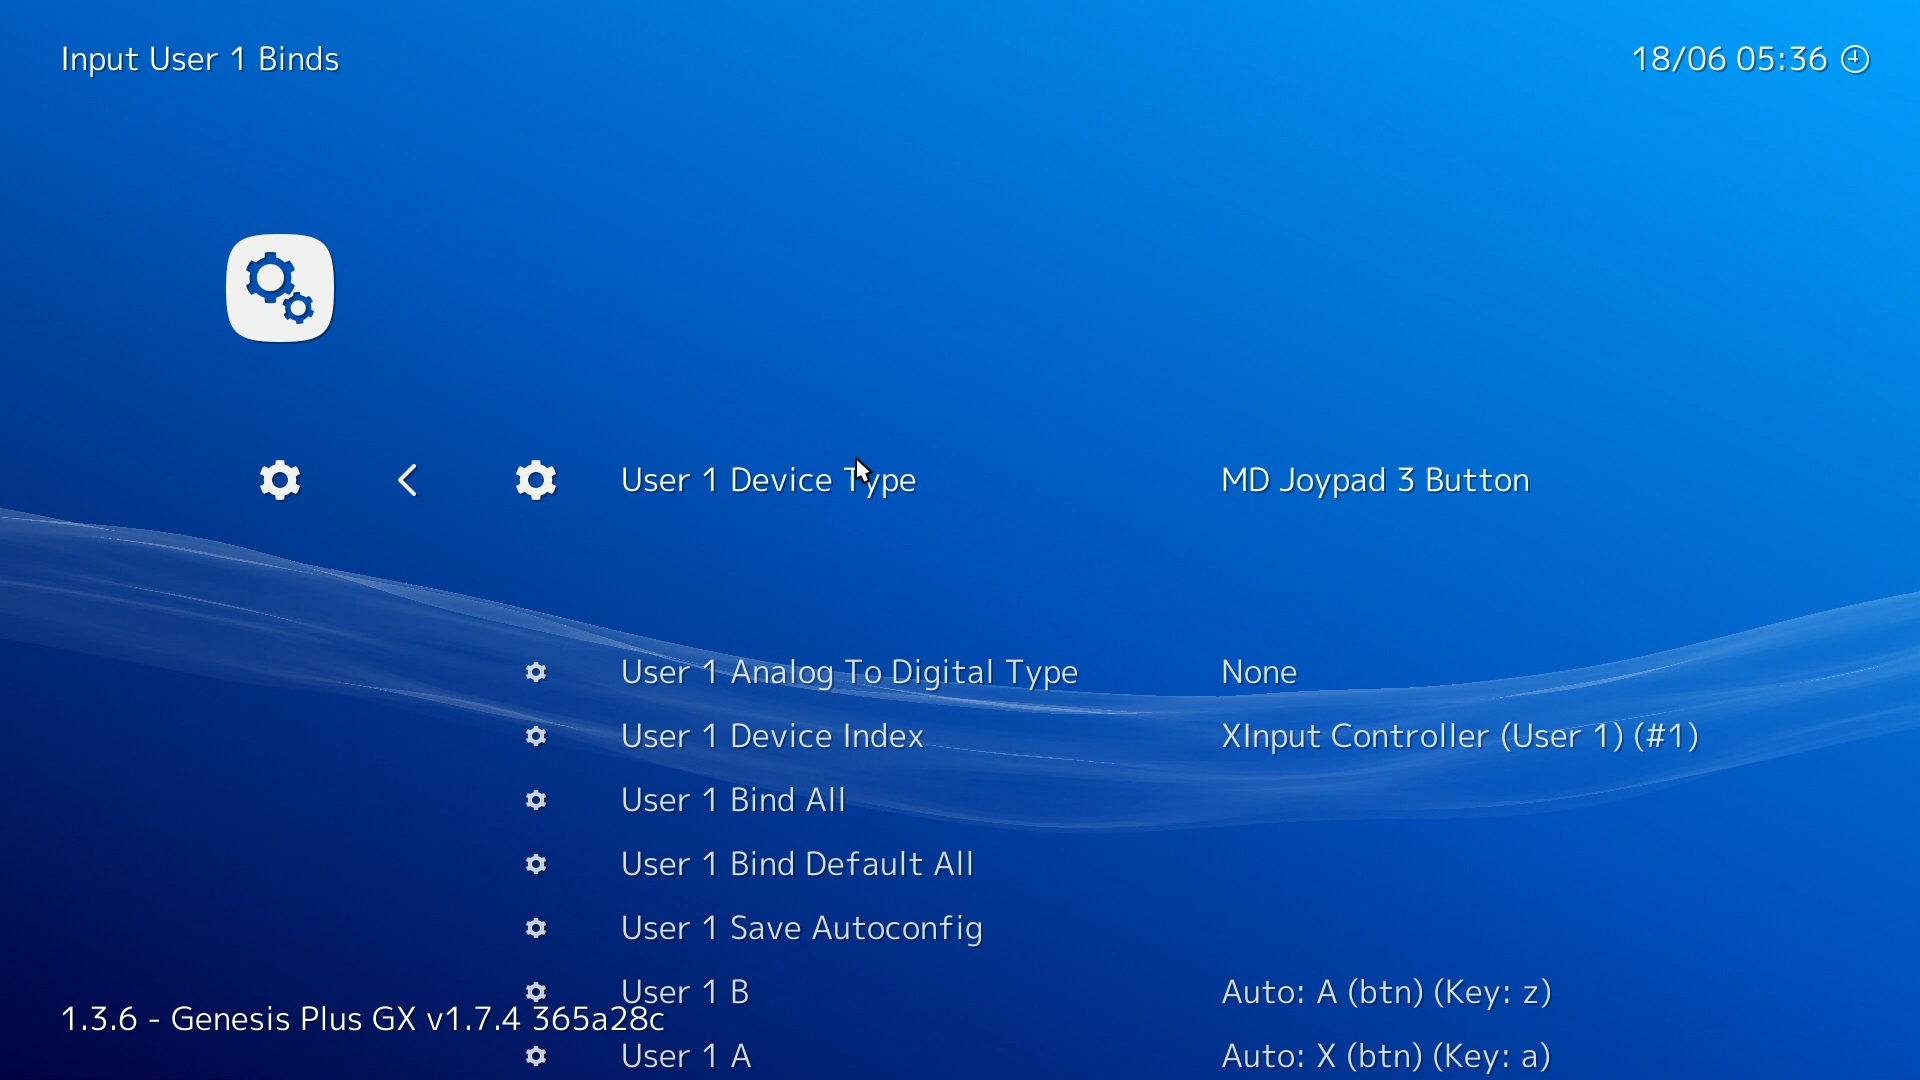 Input User 1 Binds
18/06 05:36
User 1 Device Type MD Joypad 3 Button
User 1 Analog To Digital Type None
User 1 Device Index XInput Controller (User 1) (#1)
User 1 Bind All
User 1 Bind Default All
User 1 Save Autoconfig
User 1 B Auto: A (btn) (Key: z)
1.3.6 - Genesis Plus GX v1.7.4 365a28c
User 1 A Auto: X (btn) (Key: a)